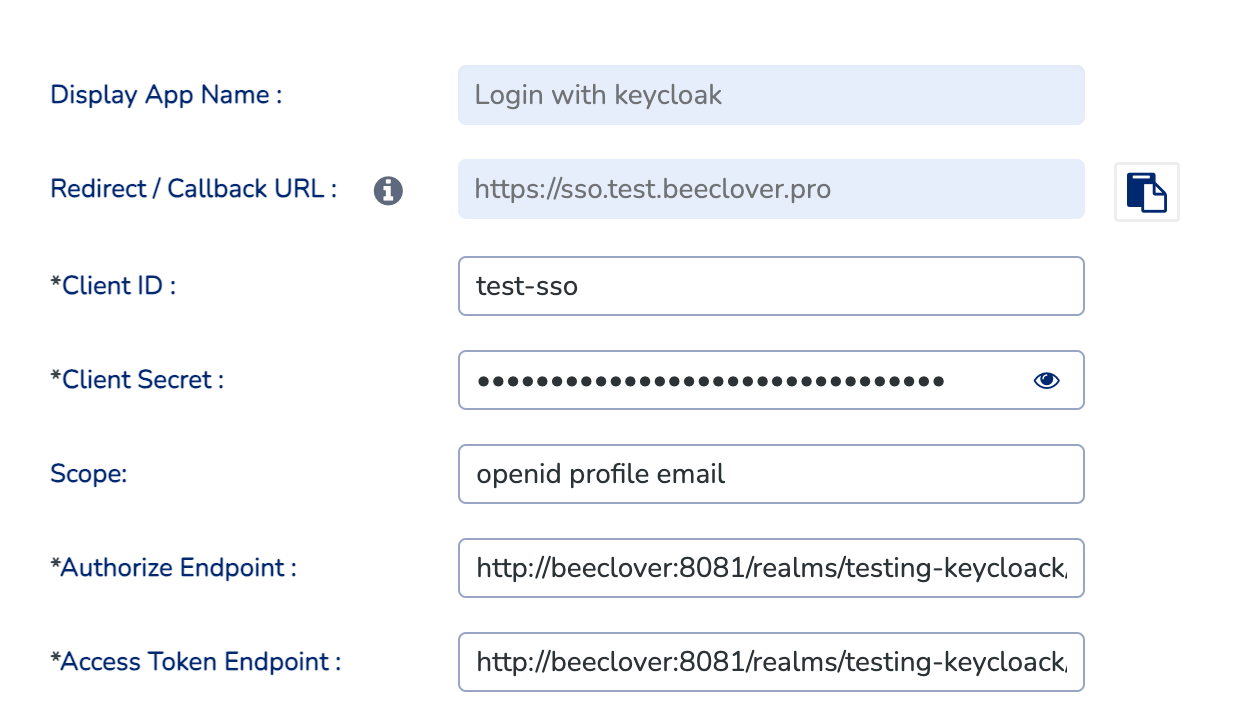 Display App Name :
Login with keycloak
Redirect / Callback URL :
https://sso.test.beeclover.pro
*Client ID :
test-sso
*Client Secret :
••••••••••••••••••••••••••••••••
Scope:
openid profile email
*Authorize Endpoint :
http://beeclover:8081/realms/testing-keycloack/
*Access Token Endpoint :
http://beeclover:8081/realms/testing-keycloack/